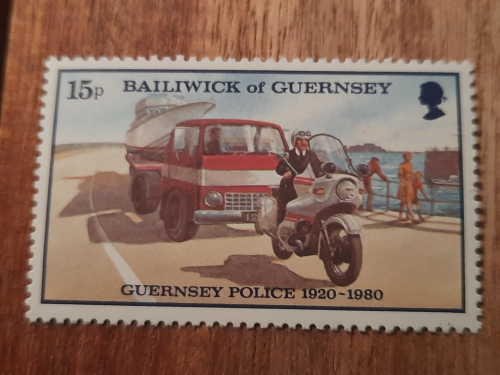 15p BAILIWICK of GUERNSEY
GUERNSEY POLICE 1920~1980